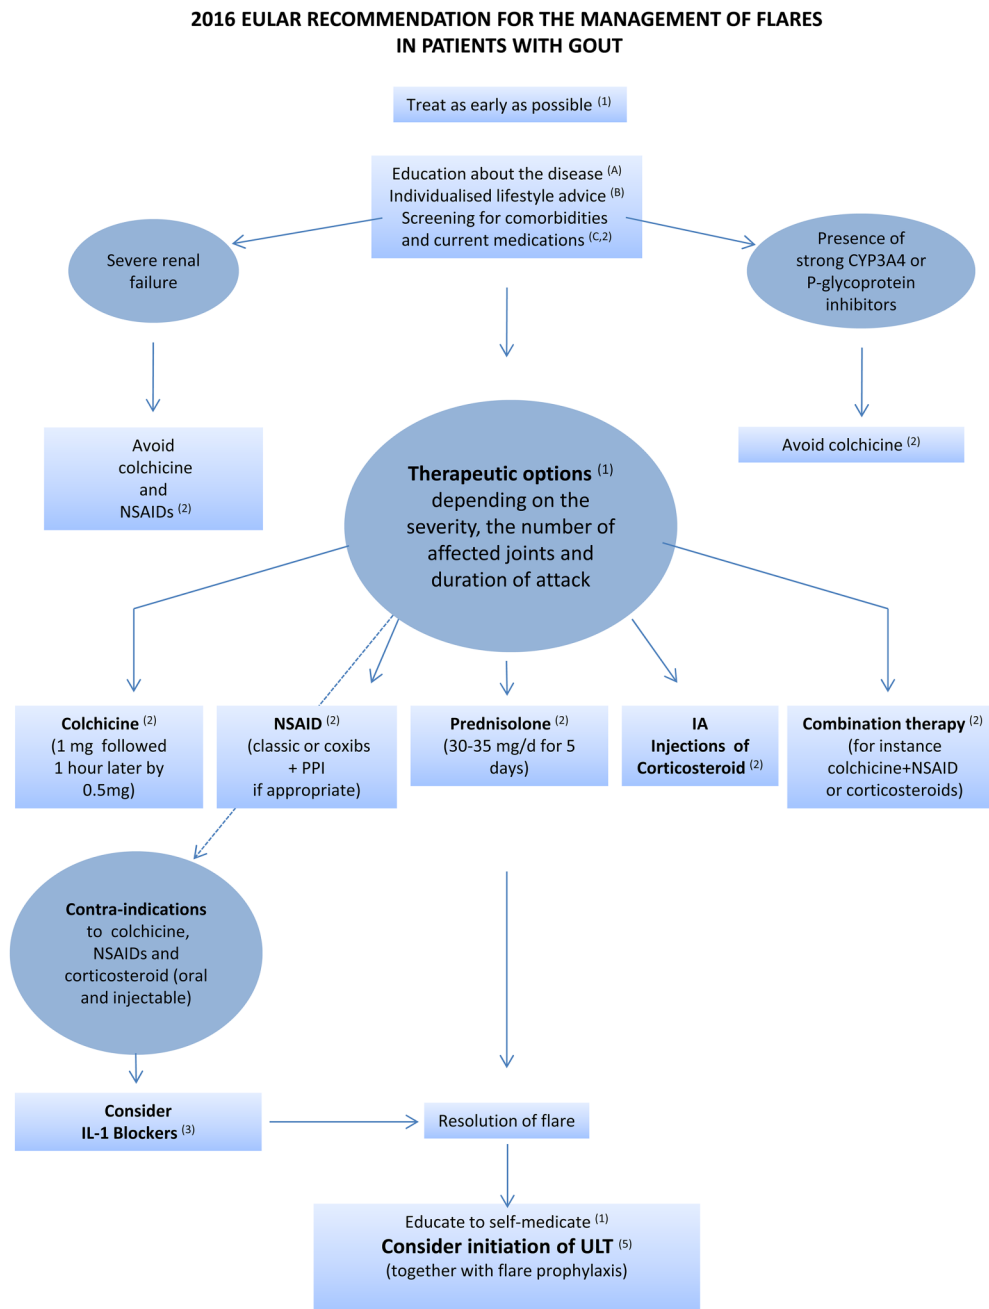 2016 EULAR RECOMMENDATION FOR THE MANAGEMENT OF FLARES
IN PATIENTS WITH GOUT
Treat as early as possible (1)
Education about the disease (A)
Individualised lifestyle advice (B)
Screening for comorbidities
and current medications (C,2)
Severe renal
failure
Presence of
strong CYP3A4 or
P-glycoprotein
inhibitors
Avoid
colchicine
and
NSAIDs (2)
Avoid colchicine (2)
Therapeutic options (1)
depending on the
severity, the number of
affected joints and
duration of attack
Colchicine (2)
(1 mg followed
1 hour later by
0.5mg)
NSAID (2)
(classic or coxibs
+ PPI
if appropriate)
Prednisolone (2)
(30-35 mg/d for 5
days)
IA
Injections of
Corticosteroid (2)
Combination therapy (2)
(for instance
colchicine+NSAID
or corticosteroids)
Contra-indications
to colchicine,
NSAIDs and
corticosteroid (oral
and injectable)
Consider
IL-1 Blockers (3)
Resolution of flare
Educate to self-medicate (1)
Consider initiation of ULT (5)
(together with flare prophylaxis)